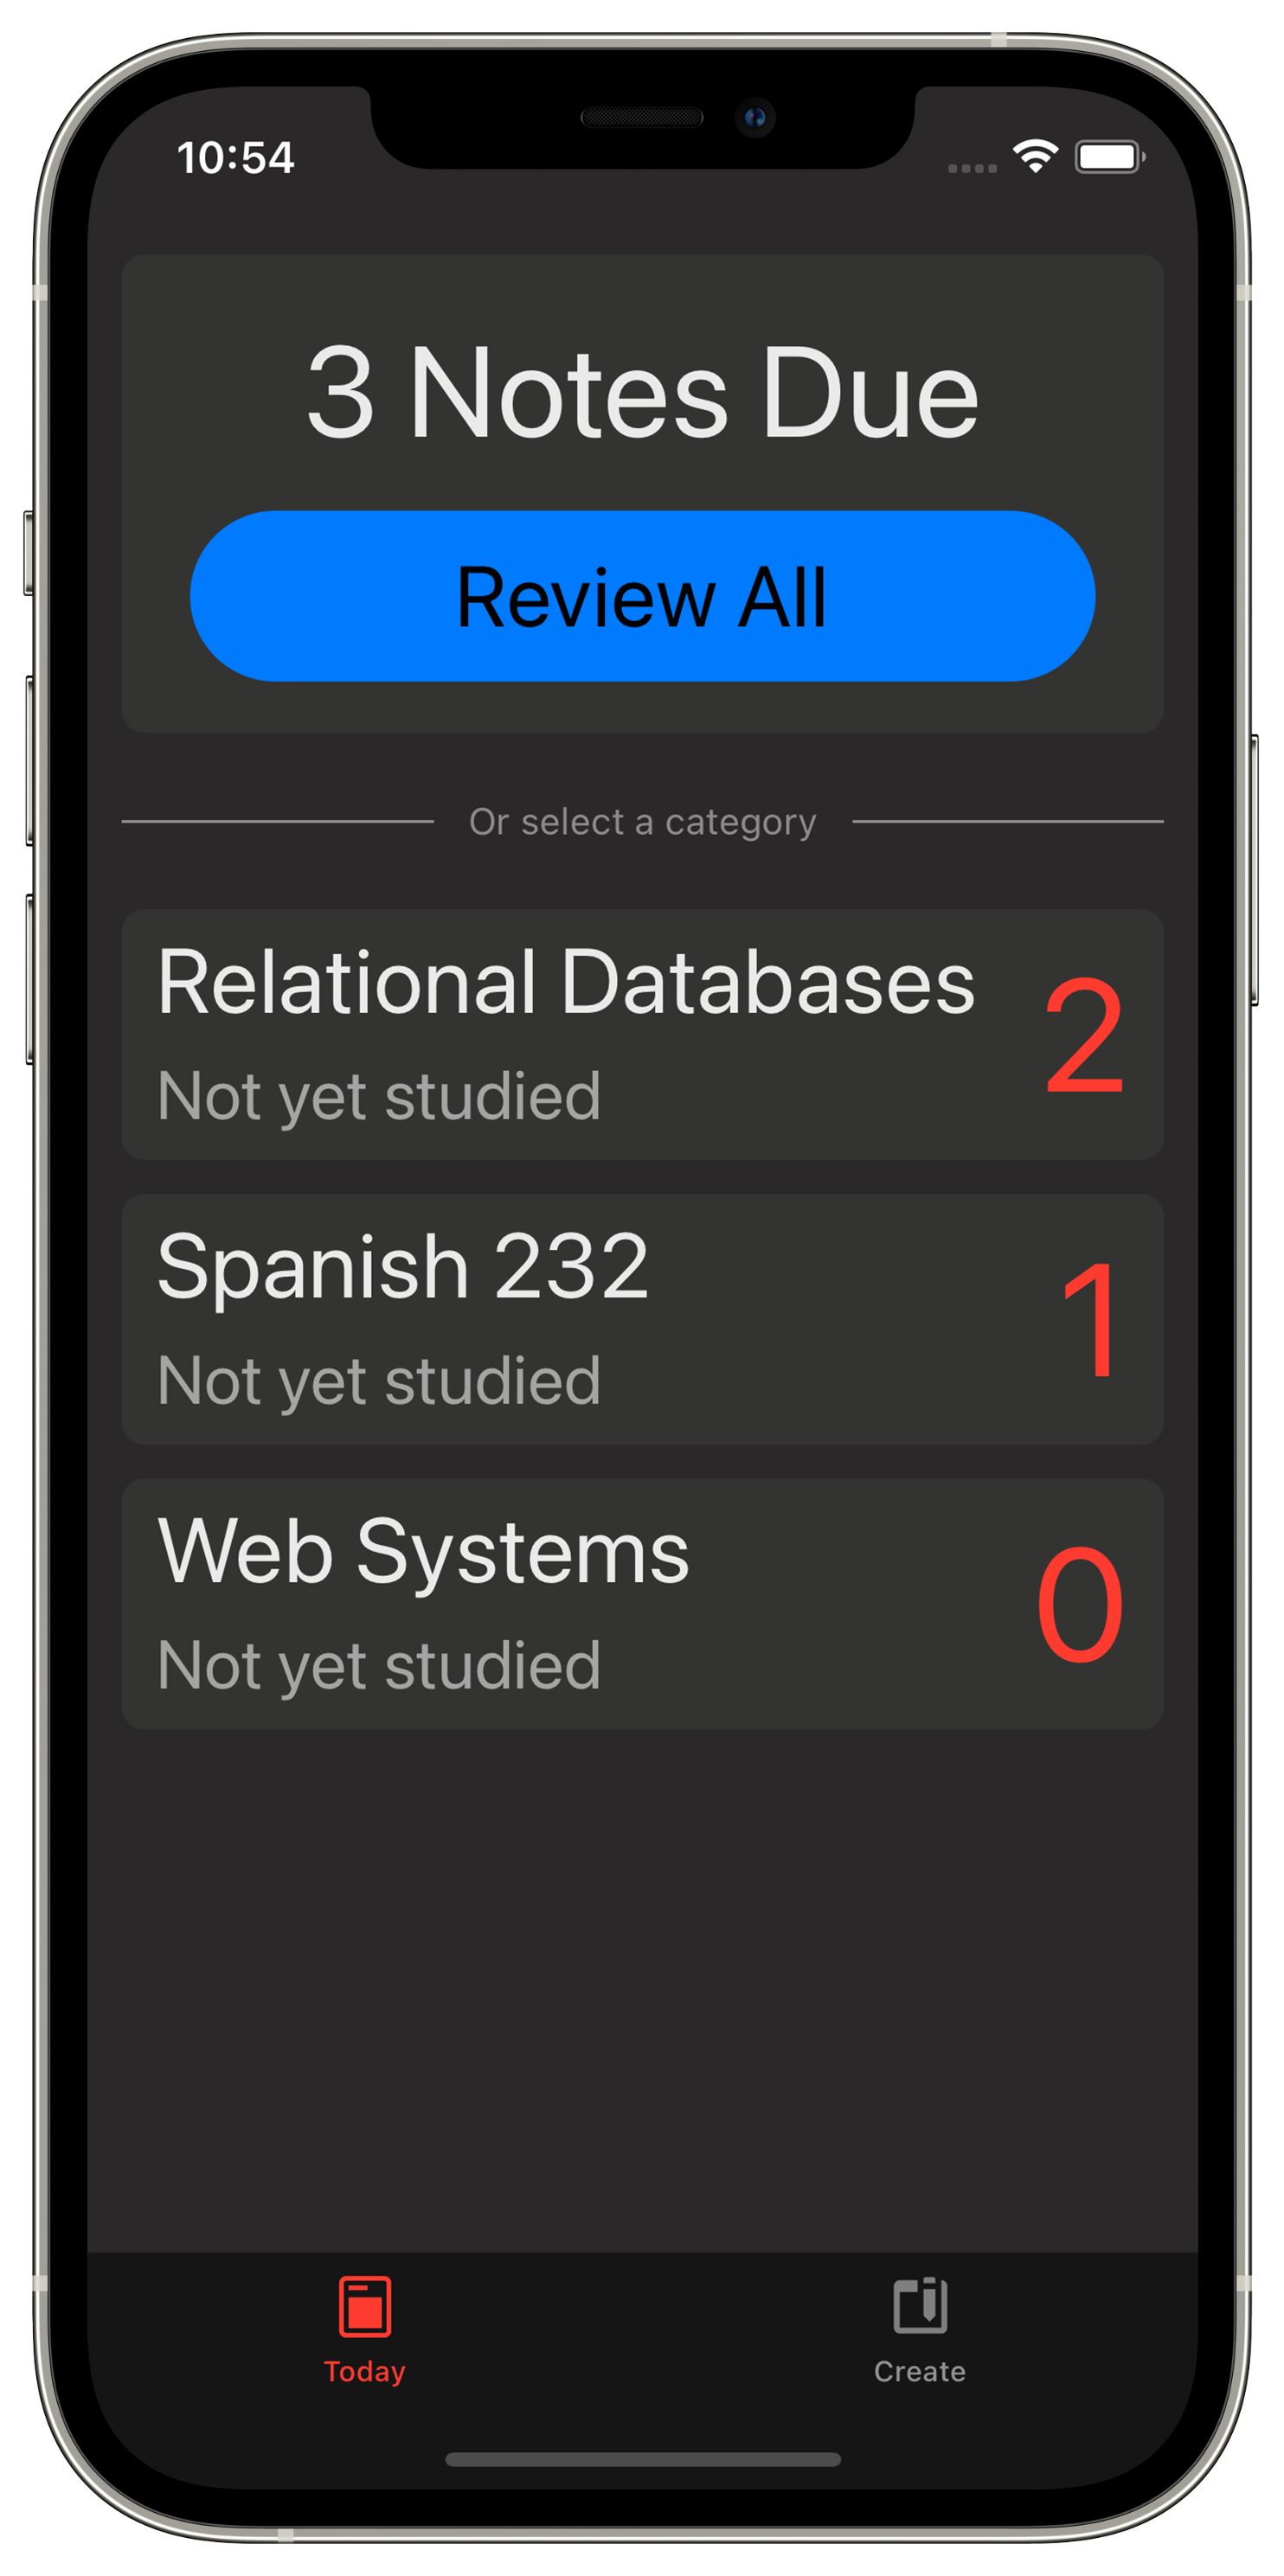 10:54
3 Notes Due
Review All
Or select a category
Relational Databases
2
Not yet studied
Spanish 232
1
Not yet studied
Web Systems
0
Not yet studied
Today
Create